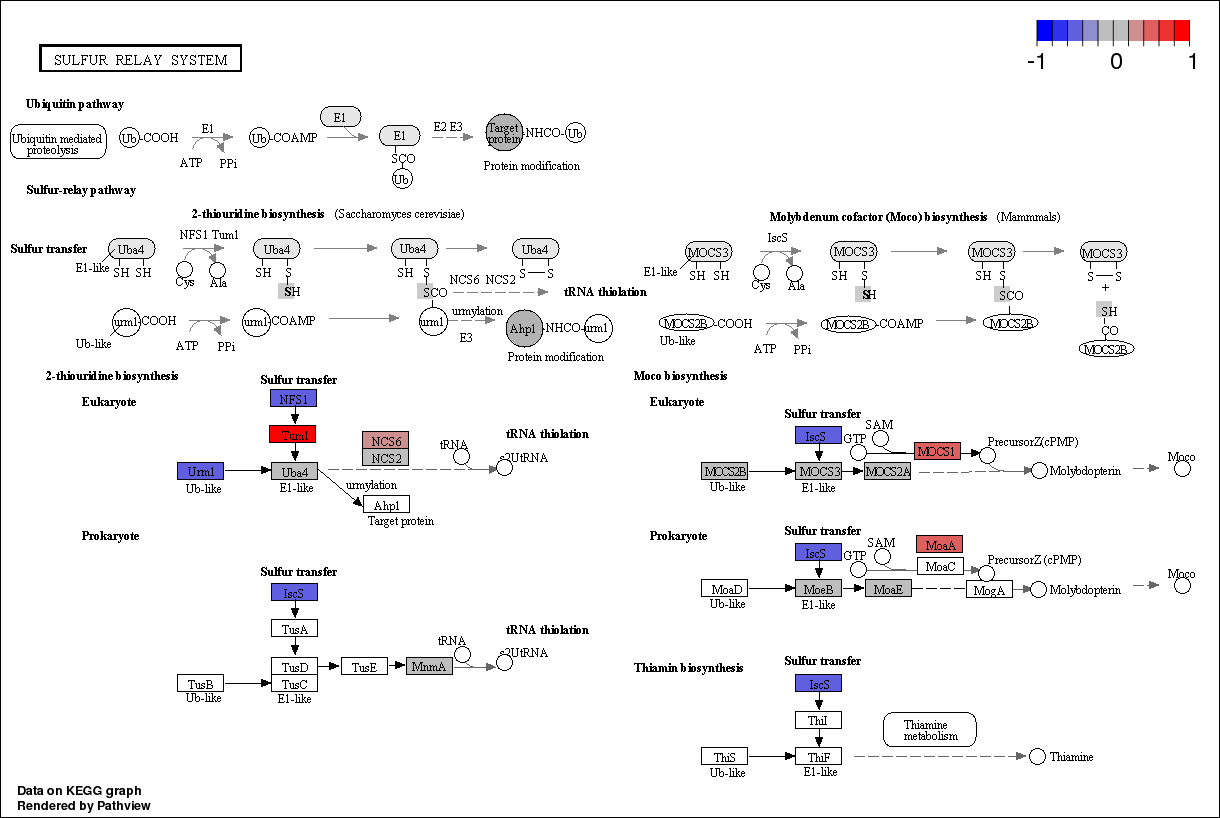 SULFUR RELAY SYSTEM
-1 0 1
Ubiquitin pathway
Ubiquitin mediated
proteolysis
Ub -COOH
E1
ATP PPi
Ub -COAMP
E1
E1
SCO
Ub
E2 E3
Target
protein
-NHCO- Ub
Protein modification
Sulfur-relay pathway
2-thiouridine biosynthesis (Saccharomyces cerevisiae)
Sulfur transfer
Uba4
E1-like
SH SH
NFS1 Tum1
Cys
Ala
Uba4
SH S
SH
Uba4
SH S
SCO
Uba4
S S
NCS6 NCS2
tRNA thiolation
urm1 -COOH
Ub-like
ATP PPi
urm1 -COAMP
urm1
urmylation
E3
Ahp1 -NHCO- urm1
Protein modification
Molybdenum cofactor (Moco) biosynthesis (Mammmals)
MOCS3
E1-like
SH SH
IscS
Cys
Ala
MOCS3
SH S
SH
MOCS3
SH S
SCO
MOCS3
S S
+
SH
CO
MOCS2B
MOCS2B -COOH
Ub-like
ATP PPi
MOCS2B -COAMP
MOCS2B
2-thiouridine biosynthesis
Eukaryote
Sulfur transfer
NFS1
Tum1
Urm1
Ub-like
Uba4
E1-like
NCS6
NCS2
tRNA
tRNA thiolation
s2UtRNA
urmylation
Ahp1
Target protein
Prokaryote
Sulfur transfer
IscS
TusA
TusD
TusC
E1-like
TusB
Ub-like
TusE
MnmA
tRNA
tRNA thiolation
s2UtRNA
Moco biosynthesis
Eukaryote
Sulfur transfer
IscS
GTP
SAM
MOCS1
PrecursorZ(cPMP)
MOCS2B
Ub-like
MOCS3
E1-like
MOCS2A
Molybdopterin
Moco
Prokaryote
Sulfur transfer
IscS
GTP
SAM
MoaA
MoaC
PrecursorZ (cPMP)
MoaD
Ub-like
MoeB
E1-like
MoaE
MogA
Molybdopterin
Moco
Thiamin biosynthesis
Sulfur transfer
IscS
ThiI
ThiS
Ub-like
ThiF
E1-like
Thiamine
metabolism
Thiamine
Data on KEGG graph
Rendered by Pathview